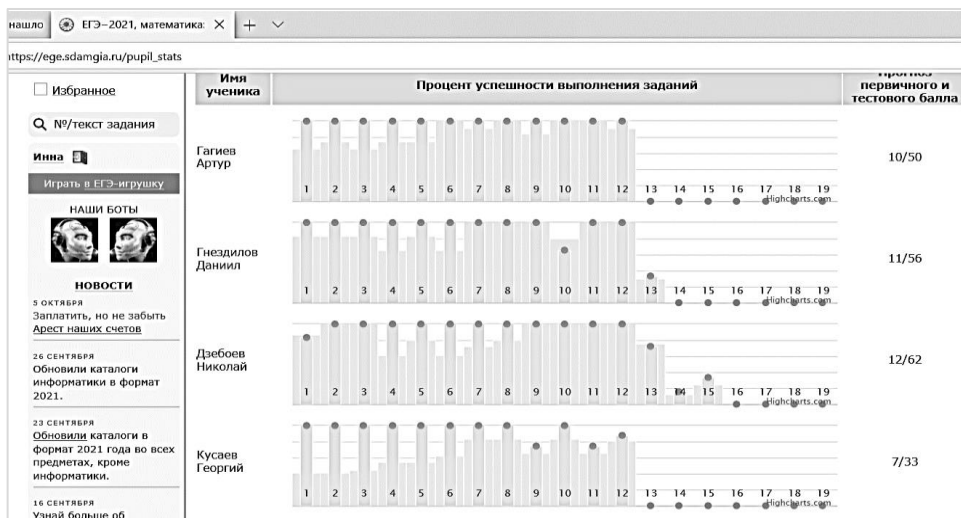 нашло
ЕГЭ–2021, математика:
https://ege.sdamgia.ru/pupil_stats
Избранное
№/текст задания
Инна
Играть в ЕГЭ-игрушку
НАШИ БОТЫ
НОВОСТИ
5 ОКТЯБРЯ
Заплатить, но не забыть
Арест наших счетов
26 СЕНТЯБРЯ
Обновили каталоги
информатики в формат
2021.
23 СЕНТЯБРЯ
Обновили каталоги в
формат 2021 года во всех
предметах, кроме
информатики.
16 СЕНТЯБРЯ
Узнай больше об
Имя
ученика
Процент успешности выполнения заданий
Прогноз
первичного и
тестового балла
Гагиев
Артур
1 2 3 4 5 6 7 8 9 10 11 12 13 14 15 16 17 18 19
Highcharts.com
10/50
Гнездилов
Даниил
1 2 3 4 5 6 7 8 9 10 11 12 13 14 15 16 17 18 19
Highcharts.com
11/56
Дзебоев
Николай
1 2 3 4 5 6 7 8 9 10 11 12 13 14 15 16 17 18 19
Highcharts.com
12/62
Кусаев
Георгий
1 2 3 4 5 6 7 8 9 10 11 12 13 14 15 16 17 18 19
Highcharts.com
7/33